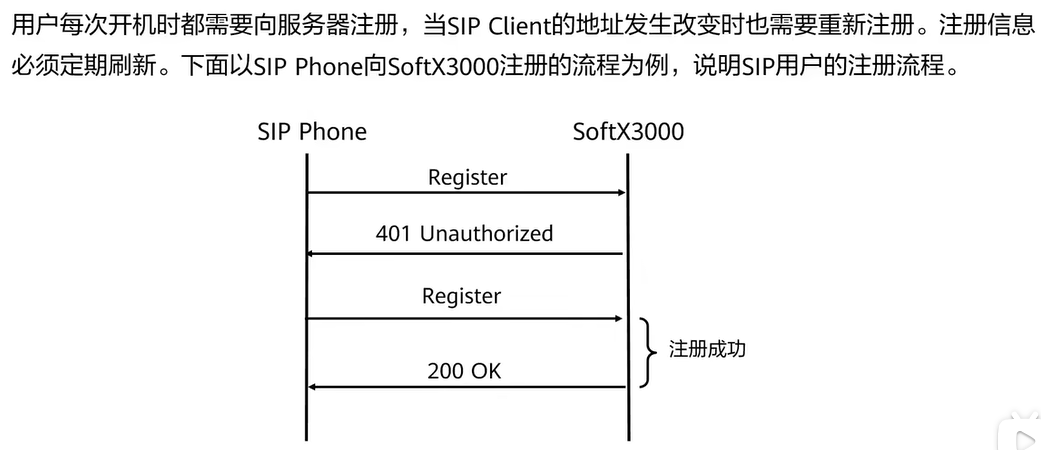 用户每次开机时都需要向服务器注册，当SIP Client的地址发生改变时也需要重新注册。注册信息
必须定期刷新。下面以SIP Phone向SoftX3000注册的流程为例，说明SIP用户的注册流程。
SIP Phone
SoftX3000
Register
401 Unauthorized
Register
注册成功
200 OK